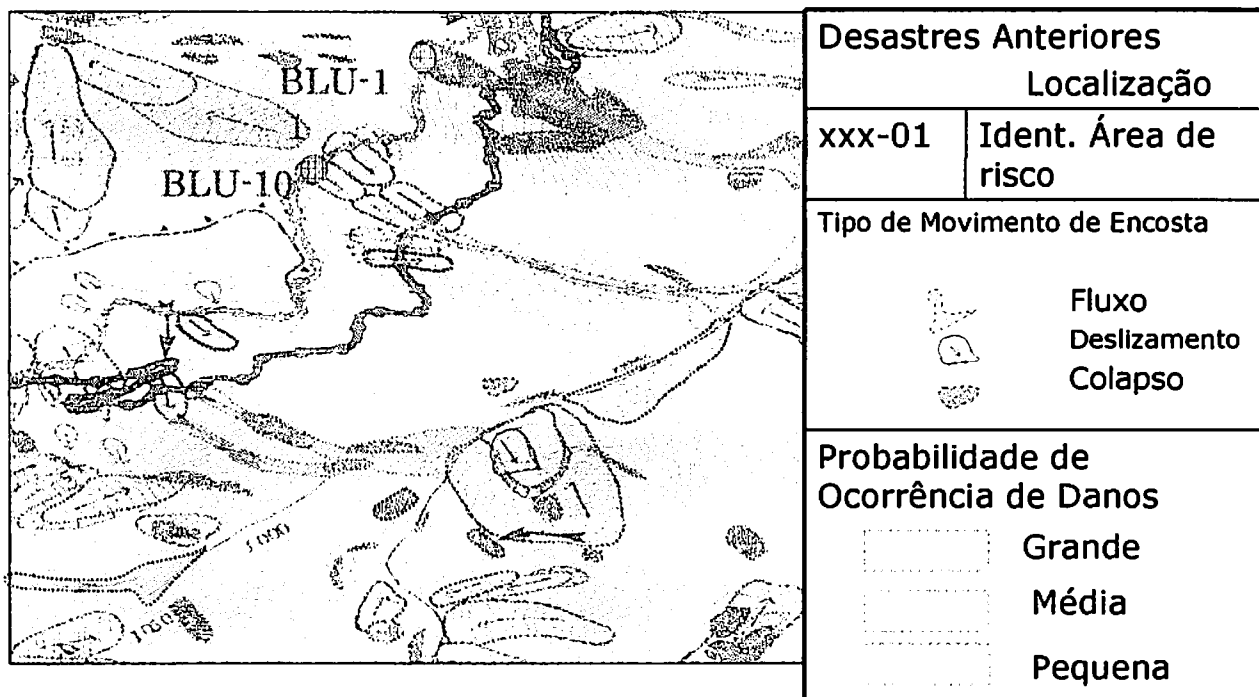 BLU-1
1
BLU-10
Desastres Anteriores
Localização
xxx-01
Ident. Área de
risco
Tipo de Movimento de Encosta
Fluxo
Deslizamento
Colapso
Probabilidade de
Ocorrência de Danos
Grande
Média
Pequena